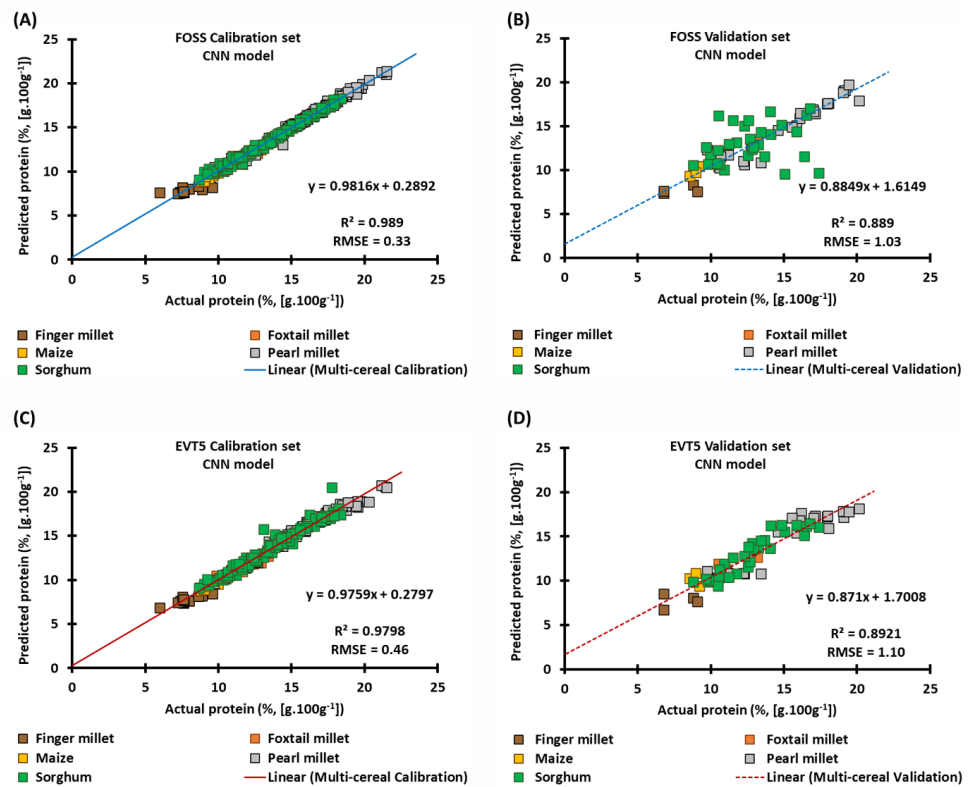 (A)
FOSS Calibration set
CNN model
Predicted protein (%, [g.100g⁻¹])
25
20
15
10
5
0
y = 0.9816x + 0.2892
R² = 0.989
RMSE = 0.33
0 5 10 15 20 25
Actual protein (%, [g.100g⁻¹])
Finger millet
Foxtail millet
Maize
Pearl millet
Sorghum
Linear (Multi-cereal Calibration)
(B)
FOSS Validation set
CNN model
Predicted protein (%, [g.100g⁻¹])
25
20
15
10
5
0
y = 0.8849x + 1.6149
R² = 0.889
RMSE = 1.03
0 5 10 15 20 25
Actual protein (%, [g.100g⁻¹])
Finger millet
Foxtail millet
Maize
Pearl millet
Sorghum
Linear (Multi-cereal Validation)
(C)
EVT5 Calibration set
CNN model
Predicted protein (%, [g.100g⁻¹])
25
20
15
10
5
0
y = 0.9759x + 0.2797
R² = 0.9798
RMSE = 0.46
0 5 10 15 20 25
Actual protein (%, [g.100g⁻¹])
Finger millet
Foxtail millet
Maize
Pearl millet
Sorghum
Linear (Multi-cereal Calibration)
(D)
EVT5 Validation set
CNN model
Predicted protein (%, [g.100g⁻¹])
25
20
15
10
5
0
y = 0.871x + 1.7008
R² = 0.8921
RMSE = 1.10
0 5 10 15 20 25
Actual protein (%, [g.100g⁻¹])
Finger millet
Foxtail millet
Maize
Pearl millet
Sorghum
Linear (Multi-cereal Validation)